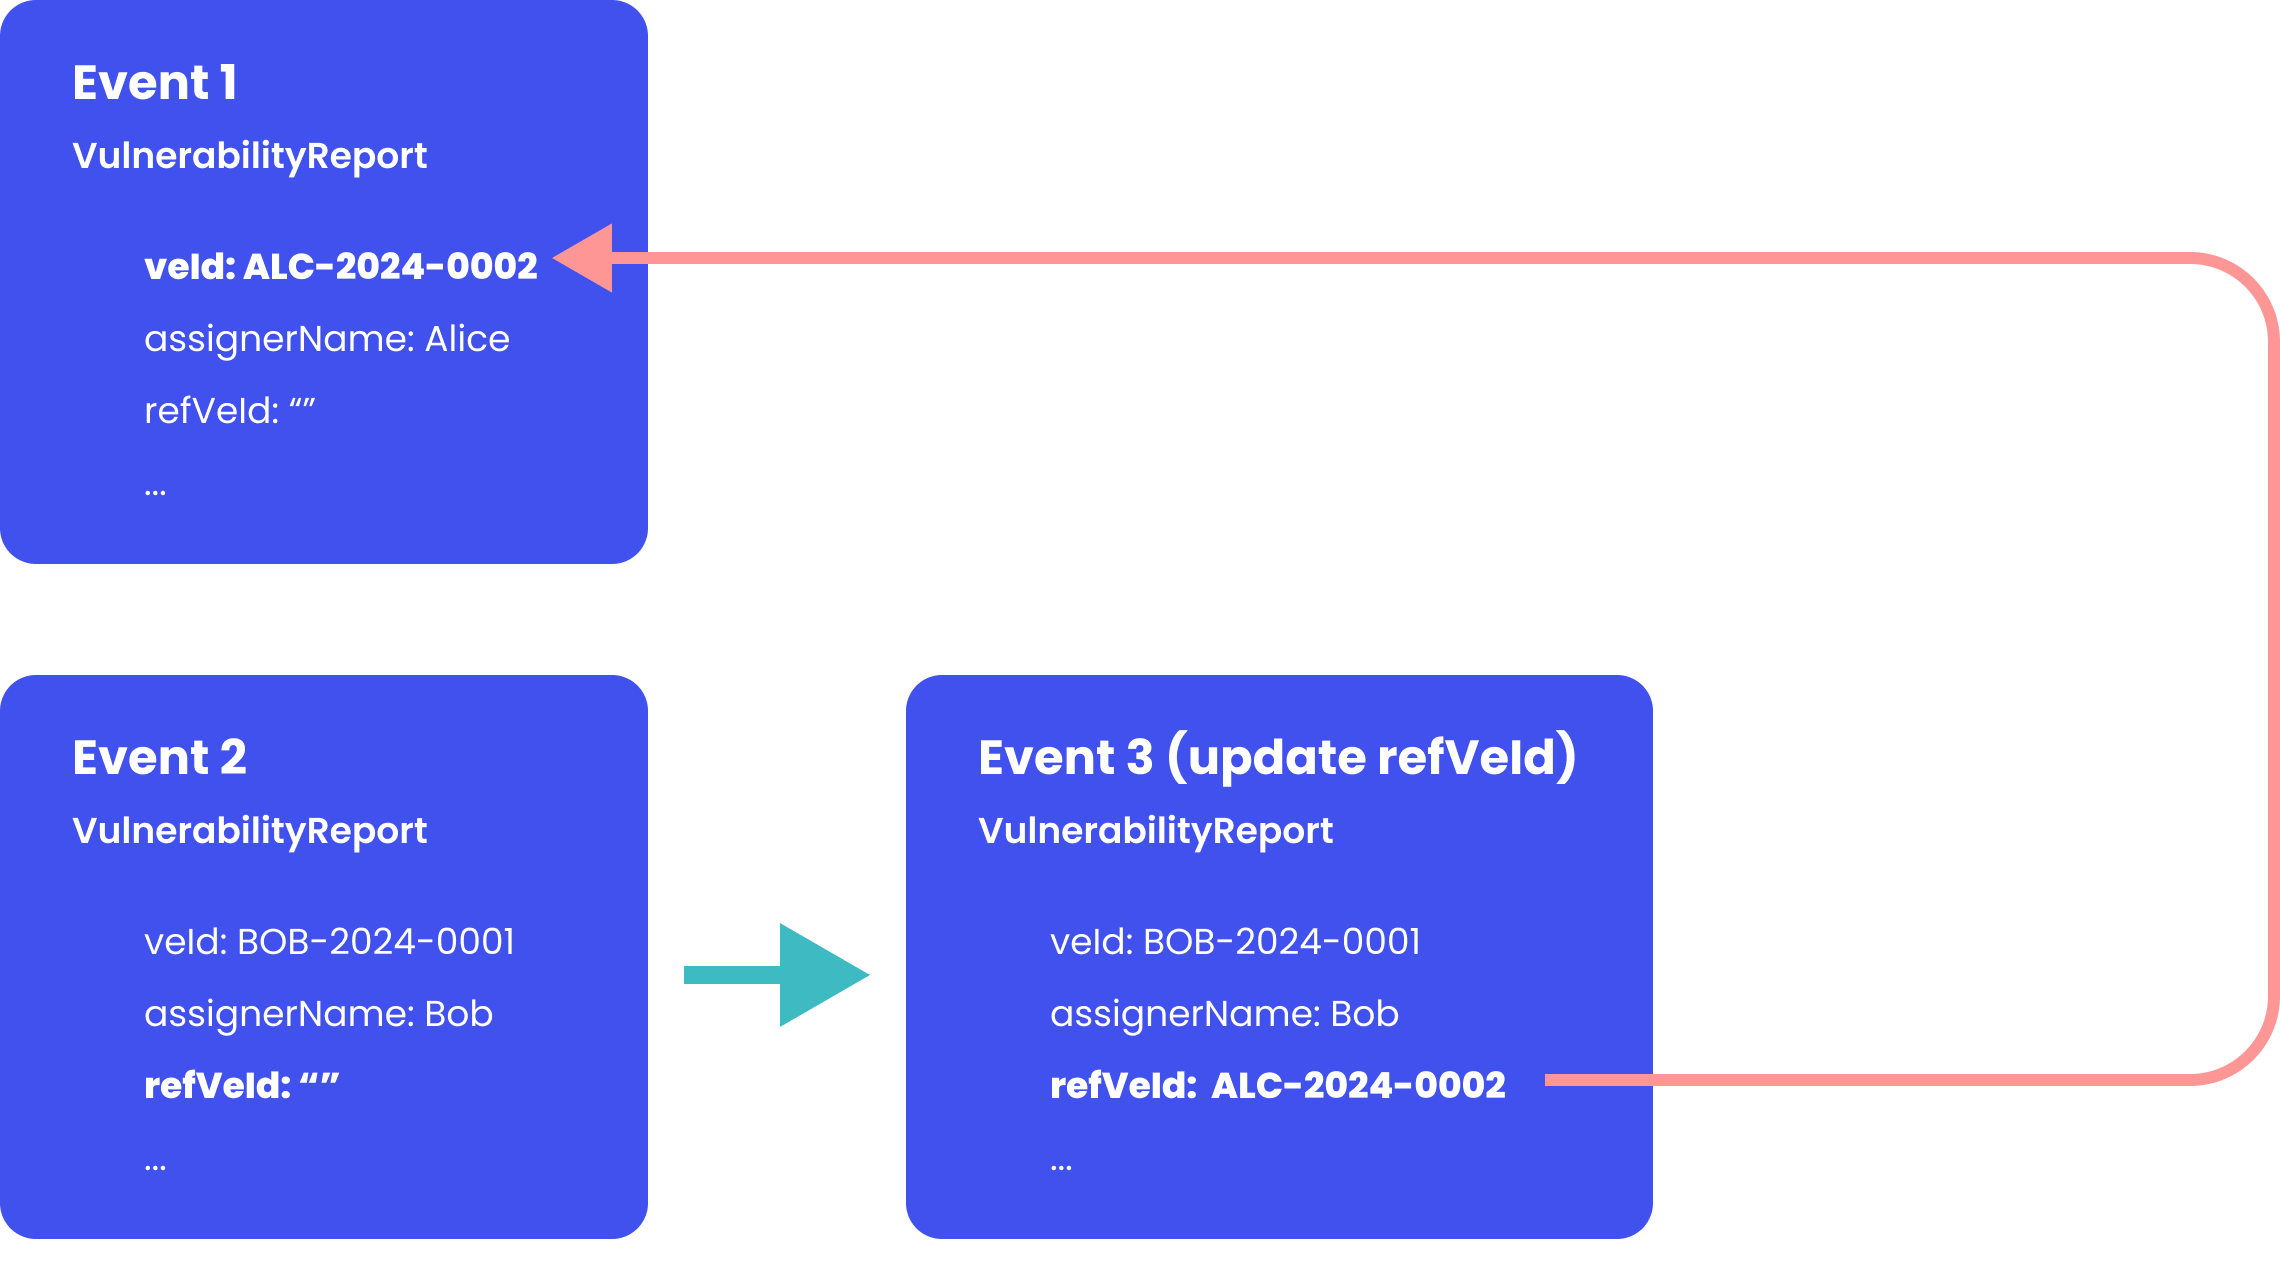 Event 1
VulnerabilityReport
veId: ALC-2024-0002
assignerName: Alice
refVeId: “”
...
Event 2
VulnerabilityReport
veId: BOB-2024-0001
assignerName: Bob
refVeId: “”
...
Event 3 (update refVeId)
VulnerabilityReport
veId: BOB-2024-0001
assignerName: Bob
refVeId: ALC-2024-0002
...